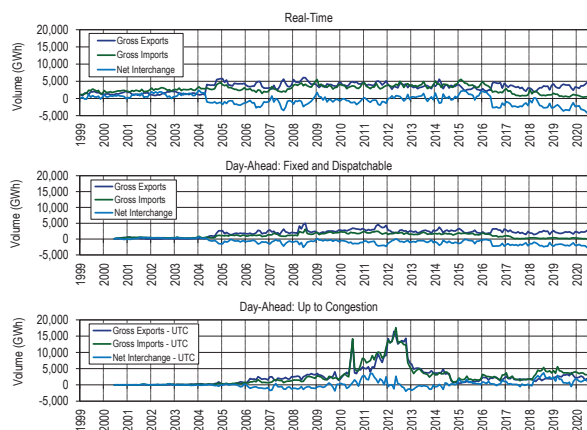 Real-Time
20,000
15,000
10,000
5,000
0
-5,000
Volume (GWh)
Gross Exports
Gross Imports
Net Interchange
1999 2000 2001 2002 2003 2004 2005 2006 2007 2008 2009 2010 2011 2012 2013 2014 2015 2016 2017 2018 2019 2020
Day-Ahead: Fixed and Dispatchable
20,000
15,000
10,000
5,000
0
-5,000
Volume (GWh)
Gross Exports
Gross Imports
Net Interchange
1999 2000 2001 2002 2003 2004 2005 2006 2007 2008 2009 2010 2011 2012 2013 2014 2015 2016 2017 2018 2019 2020
Day-Ahead: Up to Congestion
20,000
15,000
10,000
5,000
0
-5,000
Volume (GWh)
Gross Exports - UTC
Gross Imports - UTC
Net Interchange - UTC
1999 2000 2001 2002 2003 2004 2005 2006 2007 2008 2009 2010 2011 2012 2013 2014 2015 2016 2017 2018 2019 2020